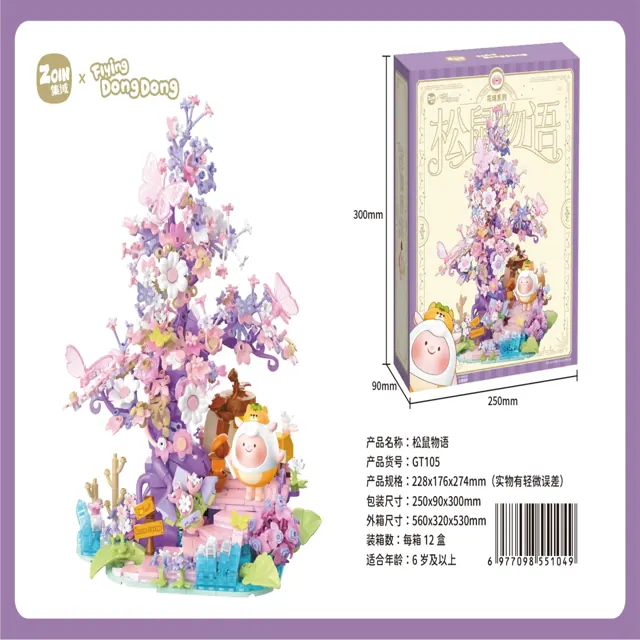 ZOIN
集域
×
Flying
DongDong
松鼠物语
300mm
90mm
250mm
产品名称：松鼠物语
产品货号：GT105
产品规格：228x176x274mm（实物有轻微误差）
包装尺寸：250x90x300mm
外箱尺寸：560x320x530mm
装箱数：每箱 12 盒
适合年龄：6 岁及以上
6 977098 551049